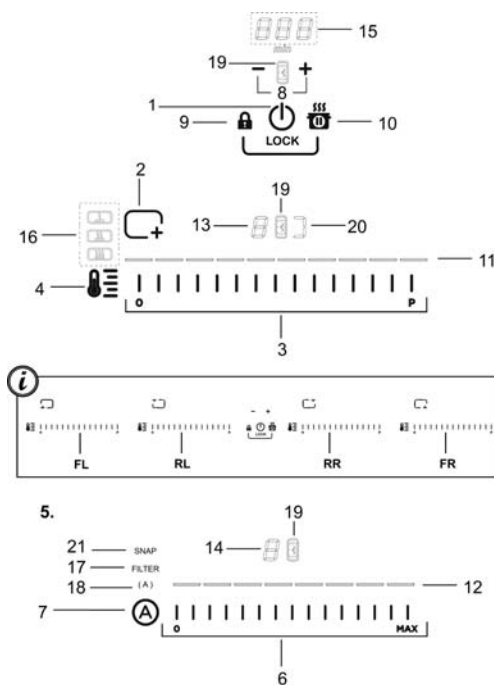 15
min
19
- +
8
1
9 10
LOCK
2
19
13 20
16
11
4
0 P
3
i
- +
LOCK
FL RL RR FR
5.
19
21 SNAP 14
17 FILTER
18 (A) 12
7 A
0 MAX
6